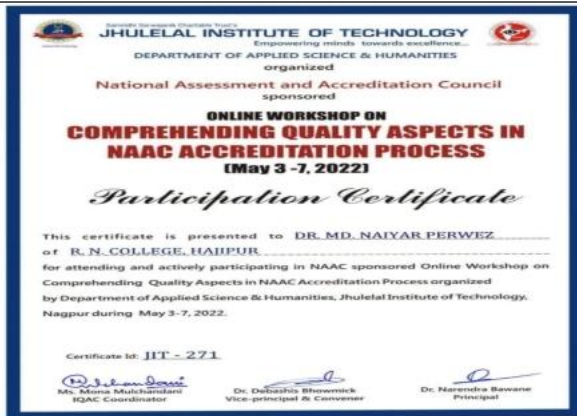 Samridhi Sarwajanik Charitable Trust's
JHULELAL INSTITUTE OF TECHNOLOGY
Empowering minds towards excellence...
DEPARTMENT OF APPLIED SCIENCE & HUMANITIES
organized
National Assessment and Accreditation Council
sponsored
ONLINE WORKSHOP ON
COMPREHENDING QUALITY ASPECTS IN
NAAC ACCREDITATION PROCESS
(May 3 -7, 2022)
Participation Certificate
This certificate is presented to DR. MD. NAIYAR PERWEZ
of R. N. COLLEGE, HAJIPUR
for attending and actively participating in NAAC sponsored Online Workshop on
Comprehending Quality Aspects in NAAC Accreditation Process organized
by Department of Applied Science & Humanities, Jhulelal Institute of Technology,
Nagpur during May 3-7, 2022.
Certificate Id: JIT - 271
Ms. Mona Mulchandani Dr. Debashis Bhowmick Dr. Narendra Bawane
IQAC Coordinator Vice-principal & Convener Principal